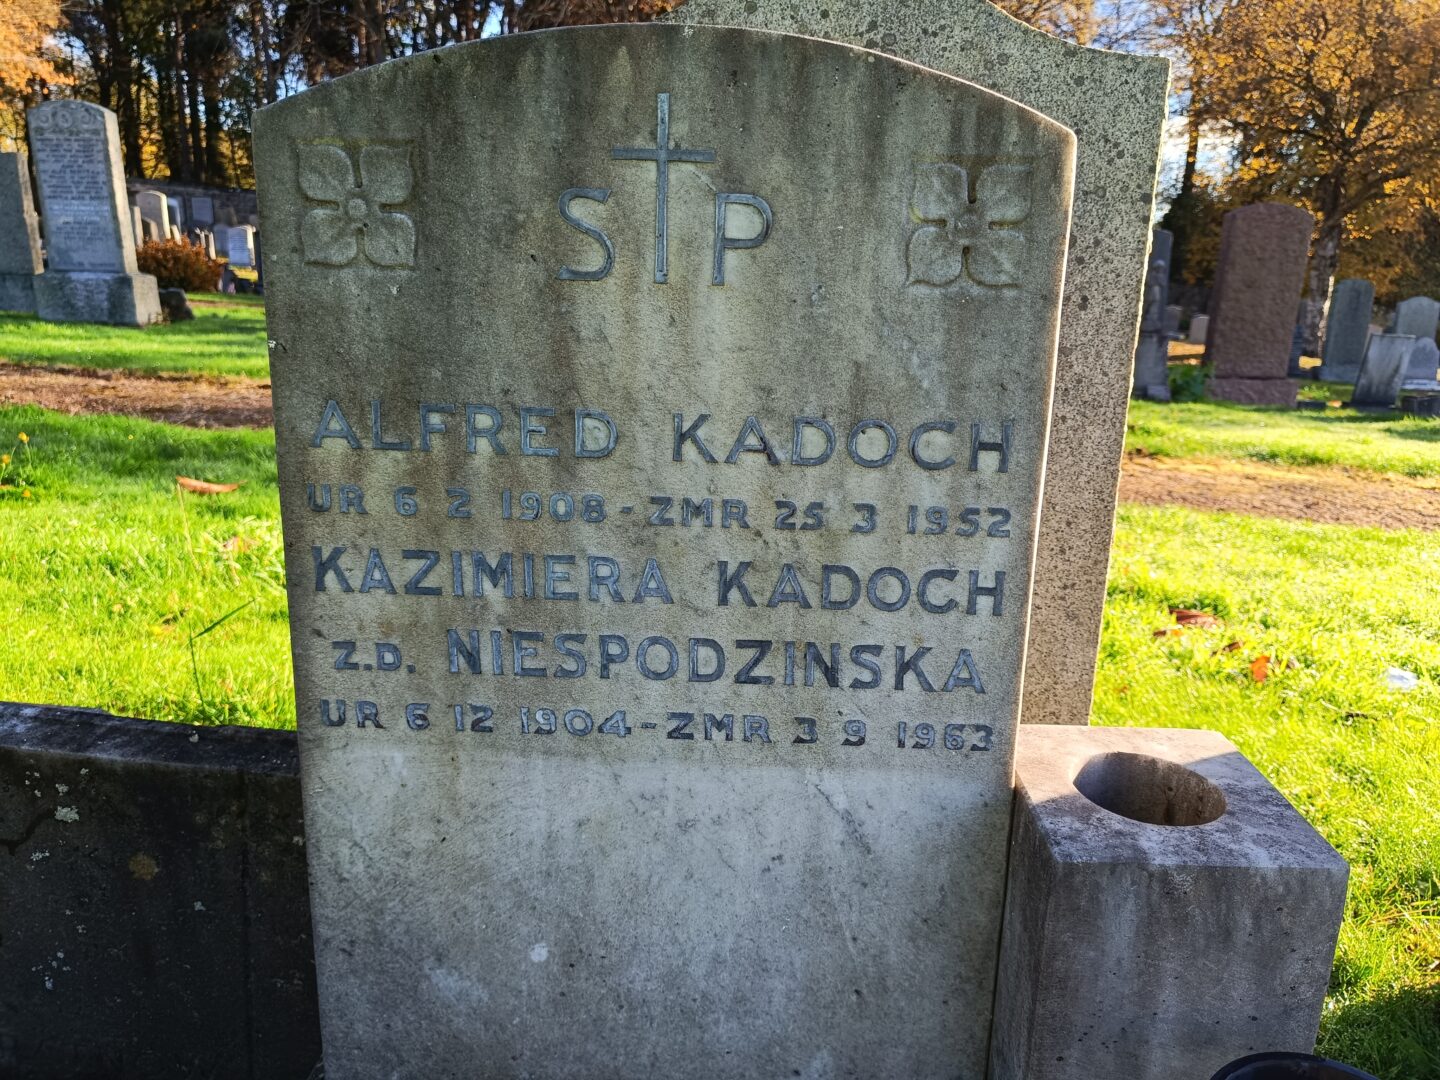 S P
ALFRED KADOCH
UR 6 2 1908 - ZMR 25 3 1952
KAZIMIERA KADOCH
Z.D. NIESPODZINSKA
UR 6 12 1904 - ZMR 3 9 1963